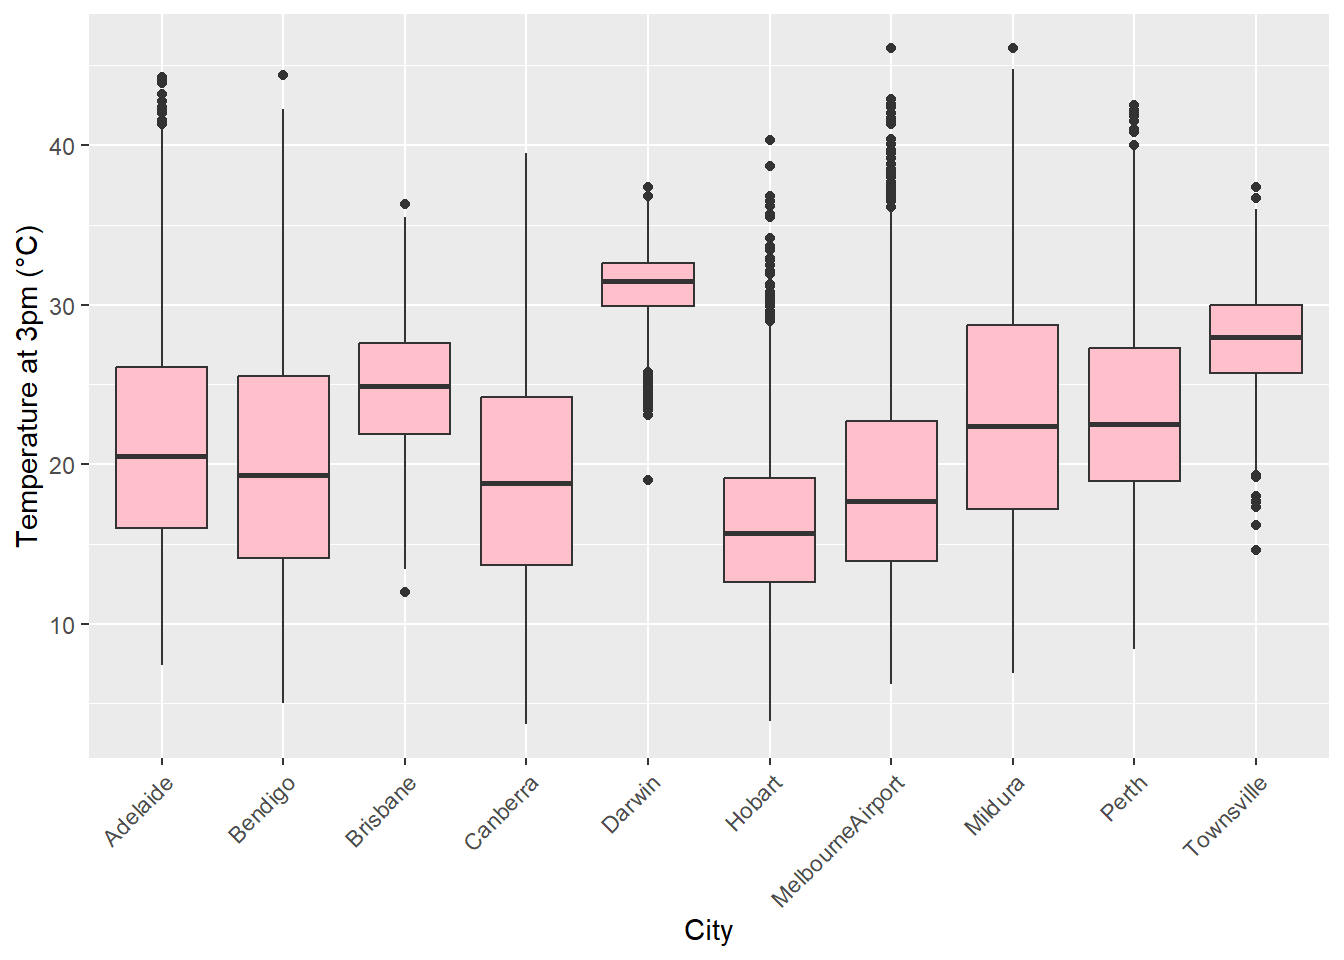 Temperature at 3pm (°C)
40
30
20
10
Adelaide
Bendigo
Brisbane
Canberra
Darwin
Hobart
MelbourneAirport
Mildura
Perth
Townsville
City